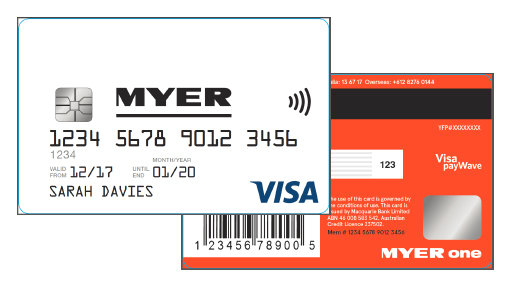 MYER
1234 5678 9012 3456
1234
MONTH/YEAR
VALID FROM 12/17 UNTIL END 01/20
SARAH DAVIES
VISA
13 67 17 Overseas: +612 8276 0144
YFP#XXXXXXXX
123
Visa payWave
The use of this card is governed by
the conditions of use. This card is
issued by Macquarie Bank Limited
ABN 46 008 583 542. Australian
Credit Licence 237502.
Mem # 1234 5678 9010 3456
1 23456 78900 5
MYER one